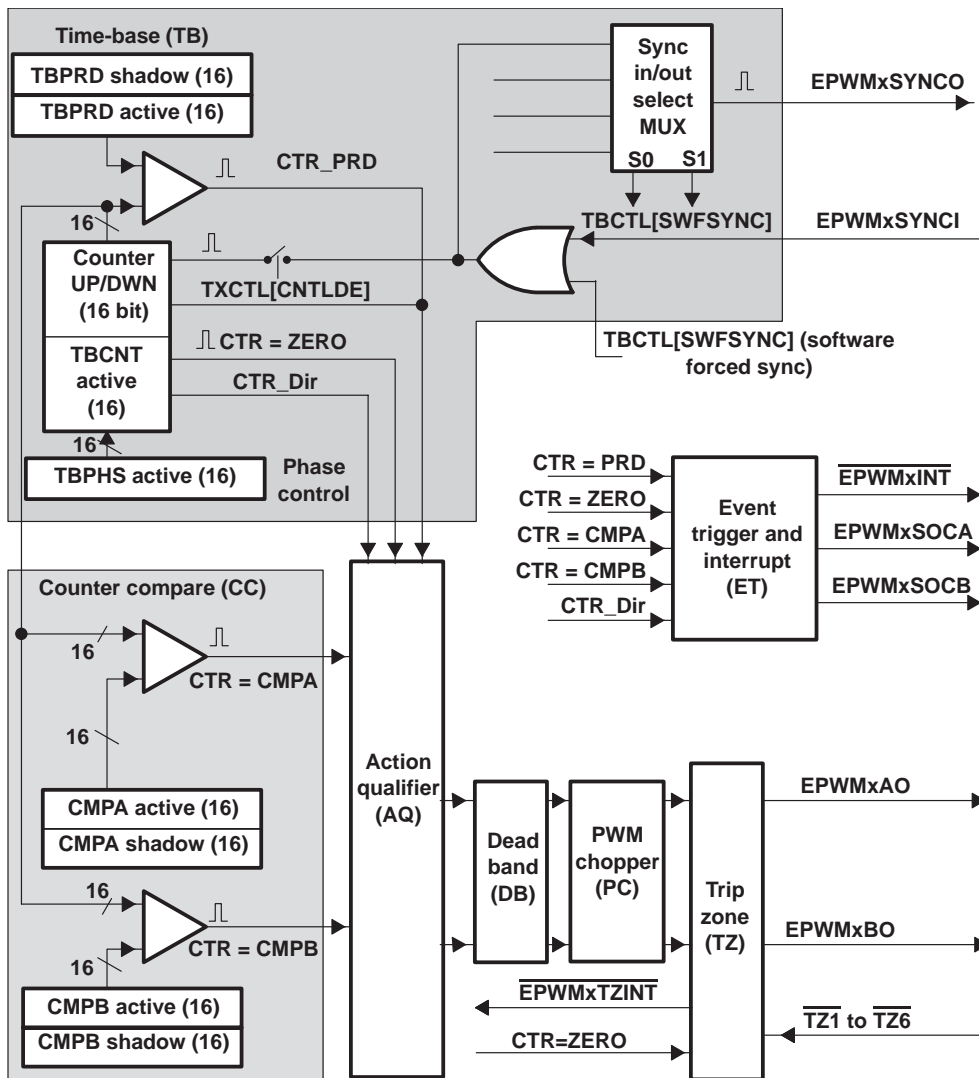 Time-base (TB)
TBPRD shadow (16)
TBPRD active (16)
CTR_PRD
16
Counter
UP/DWN
(16 bit)
TBCNT
active
(16)
TXCTL[CNTLDE]
CTR = ZERO
CTR_Dir
16
TBPHS active (16)
Phase
control
Sync
in/out
select
MUX
S0 S1
EPWMxSYNCO
TBCTL[SWFSYNC]
EPWMxSYNCI
TBCTL[SWFSYNC] (software
forced sync)
CTR = PRD
CTR = ZERO
CTR = CMPA
CTR = CMPB
CTR_Dir
Event
trigger and
interrupt
(ET)
EPWMxINT
EPWMxSOCA
EPWMxSOCB
Counter compare (CC)
16
CTR = CMPA
16
CMPA active (16)
CMPA shadow (16)
16
CTR = CMPB
16
CMPB active (16)
CMPB shadow (16)
Action
qualifier
(AQ)
Dead
band
(DB)
PWM
chopper
(PC)
Trip
zone
(TZ)
EPWMxAO
EPWMxBO
EPWMxTZINT
TZ1 to TZ6
CTR=ZERO